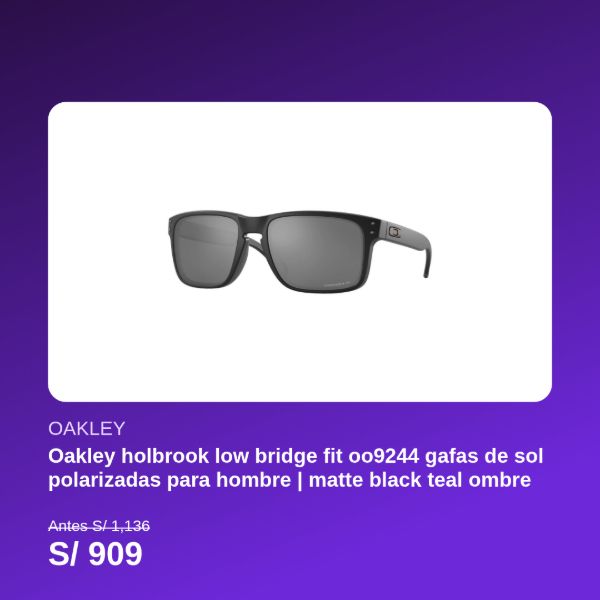 OAKLEY
Oakley holbrook low bridge fit oo9244 gafas de sol
polarizadas para hombre | matte black teal ombre
Antes S/ 1,136
S/ 909